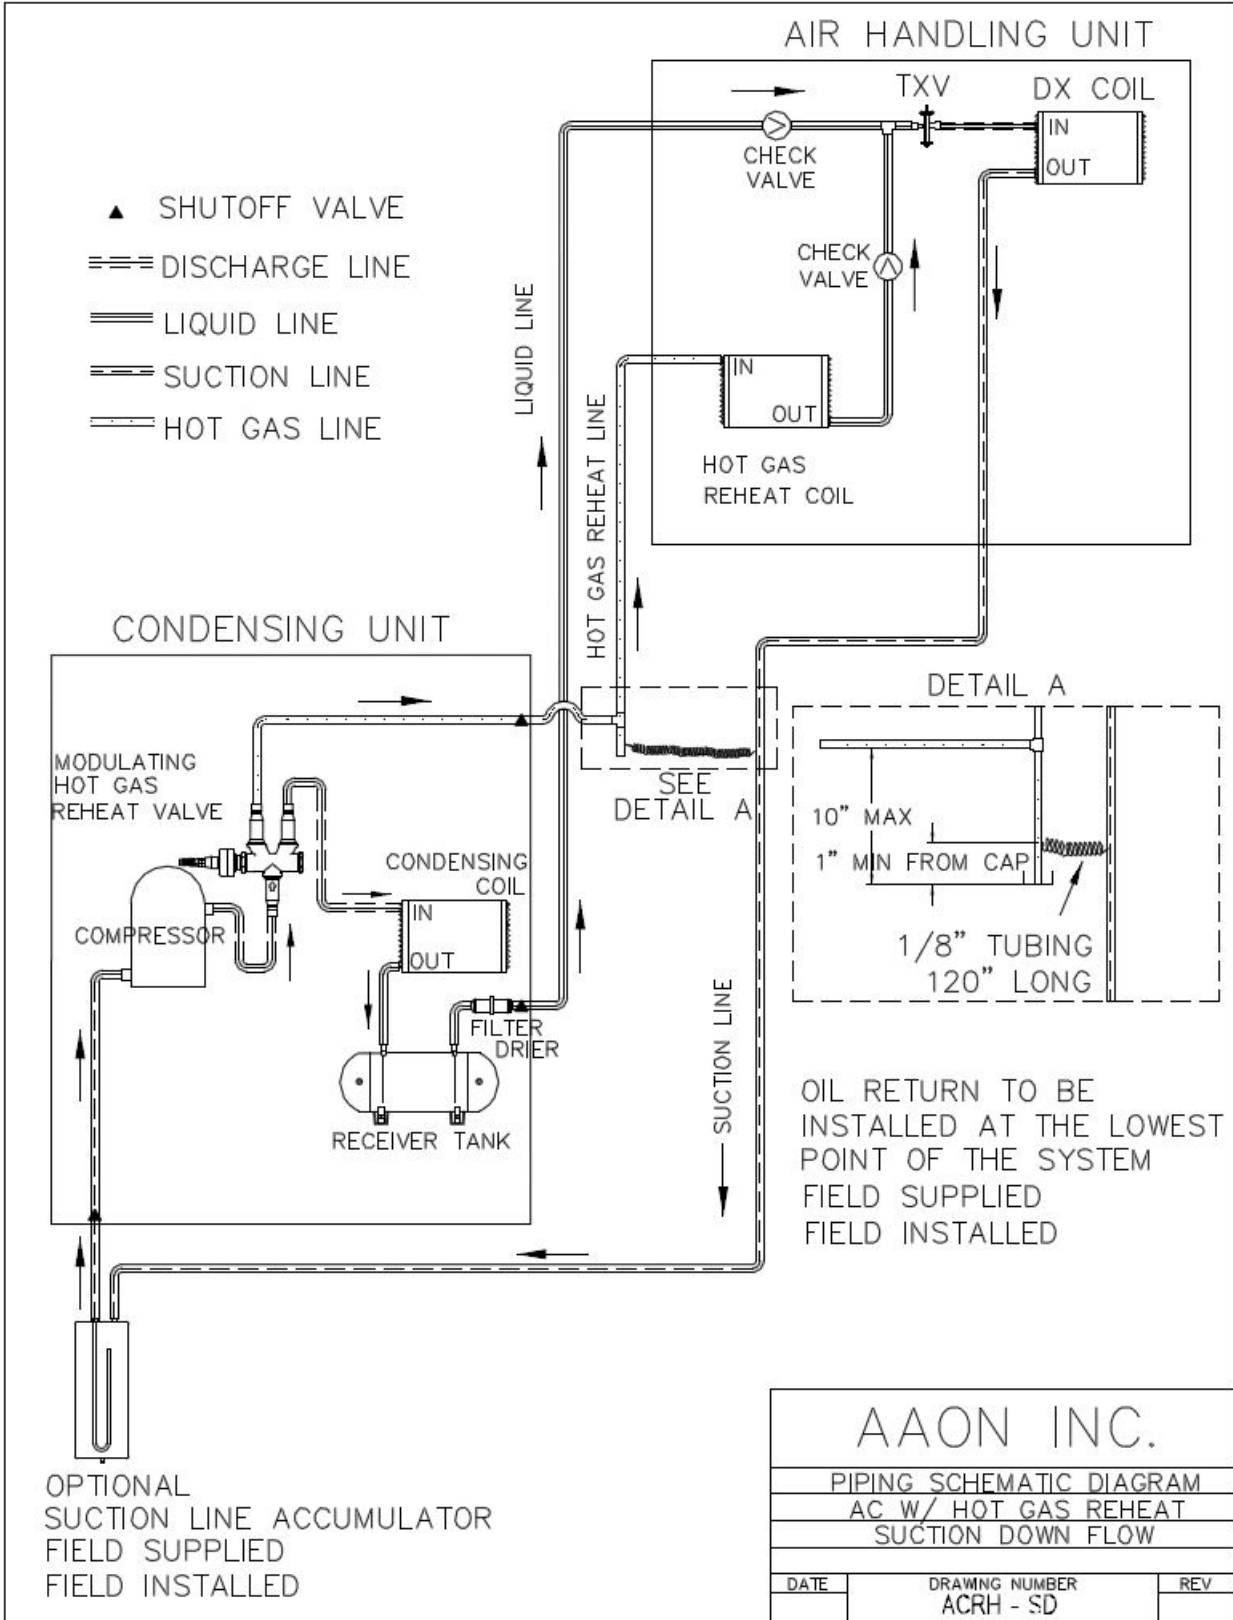 AIR HANDLING UNIT
TXV
DX COIL
IN
OUT
CHECK
VALVE
CHECK
VALVE
▲ SHUTOFF VALVE
DISCHARGE LINE
LIQUID LINE
SUCTION LINE
HOT GAS LINE
LIQUID LINE
HOT GAS REHEAT LINE
IN
OUT
HOT GAS
REHEAT COIL
CONDENSING UNIT
MODULATING
HOT GAS
REHEAT VALVE
COMPRESSOR
CONDENSING
COIL
IN
OUT
FILTER
DRIER
RECEIVER TANK
SEE
DETAIL A
DETAIL A
10" MAX
1" MIN FROM CAP
1/8" TUBING
120" LONG
SUCTION LINE
OIL RETURN TO BE
INSTALLED AT THE LOWEST
POINT OF THE SYSTEM
FIELD SUPPLIED
FIELD INSTALLED
OPTIONAL
SUCTION LINE ACCUMULATOR
FIELD SUPPLIED
FIELD INSTALLED
AAON INC.
PIPING SCHEMATIC DIAGRAM
AC W/ HOT GAS REHEAT
SUCTION DOWN FLOW
DATE
DRAWING NUMBER
REV
ACRH - SD